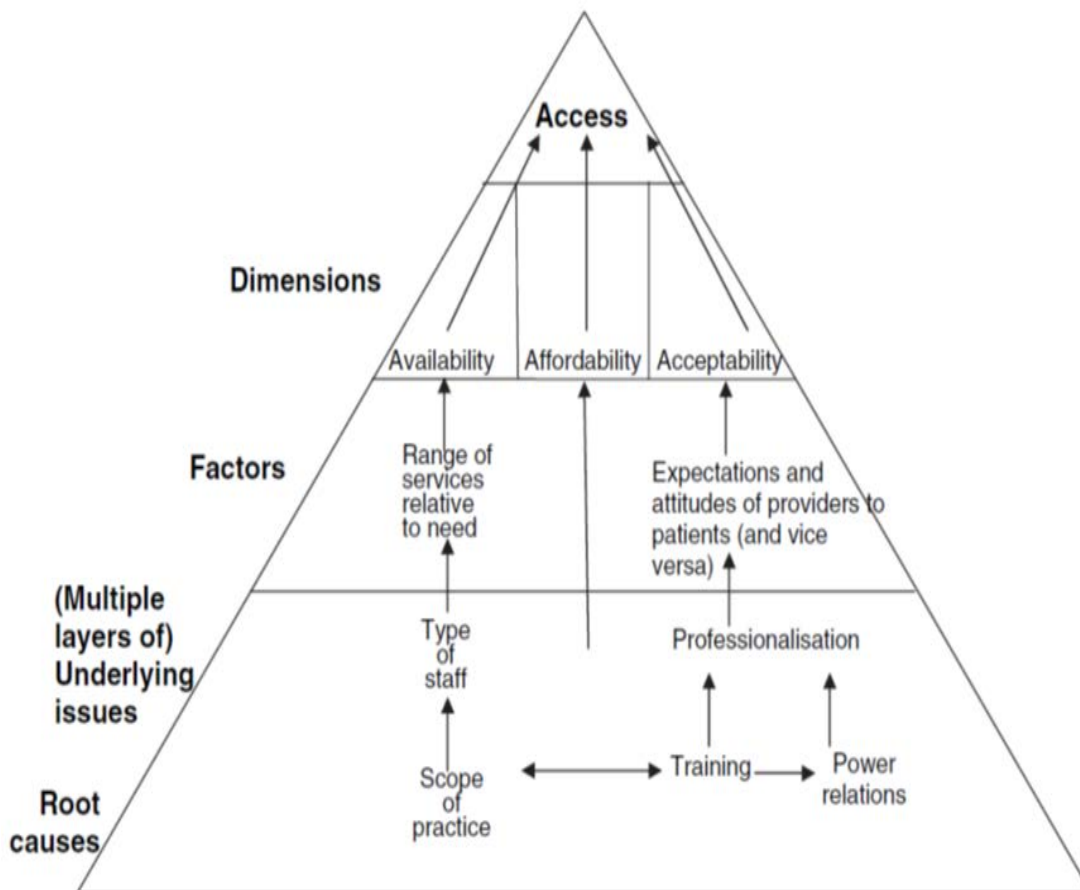 Access
Dimensions
Availability
Affordability
Acceptability
Factors
Range of
services
relative
to need
Expectations and
attitudes of providers to
patients (and vice
versa)
(Multiple
layers of)
Underlying
issues
Type
of
staff
Professionalisation
Root
causes
Scope
of
practice
Training
Power
relations